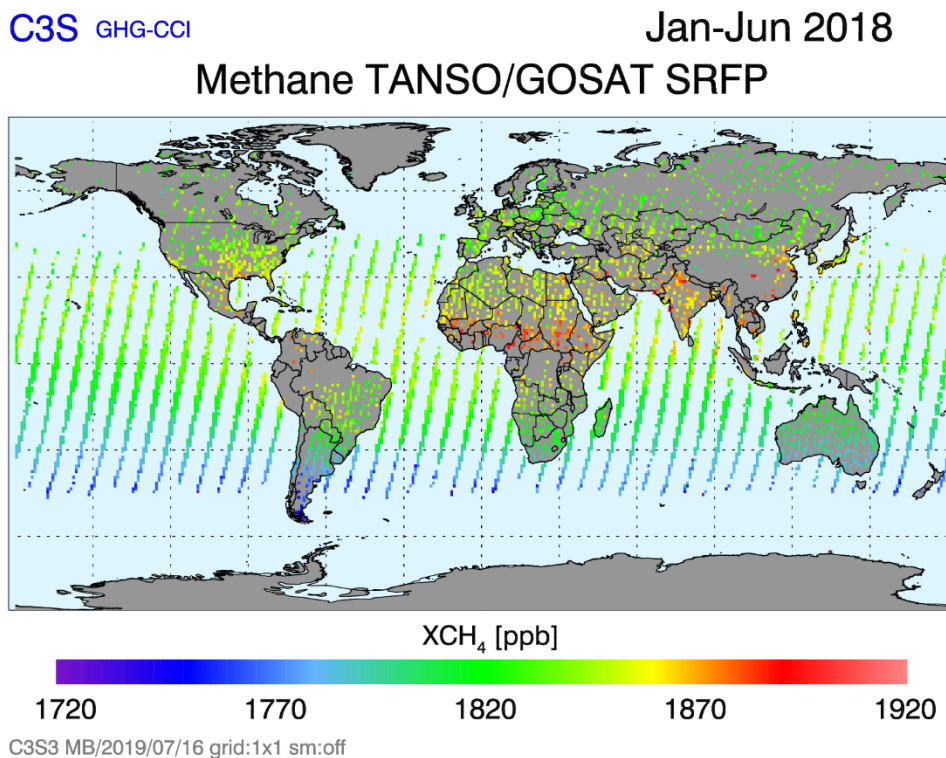 C3S GHG-CCI Jan-Jun 2018
Methane TANSO/GOSAT SRFP
XCH₄ [ppb]
1720 1770 1820 1870 1920
C3S3 MB/2019/07/16 grid:1x1 sm:off